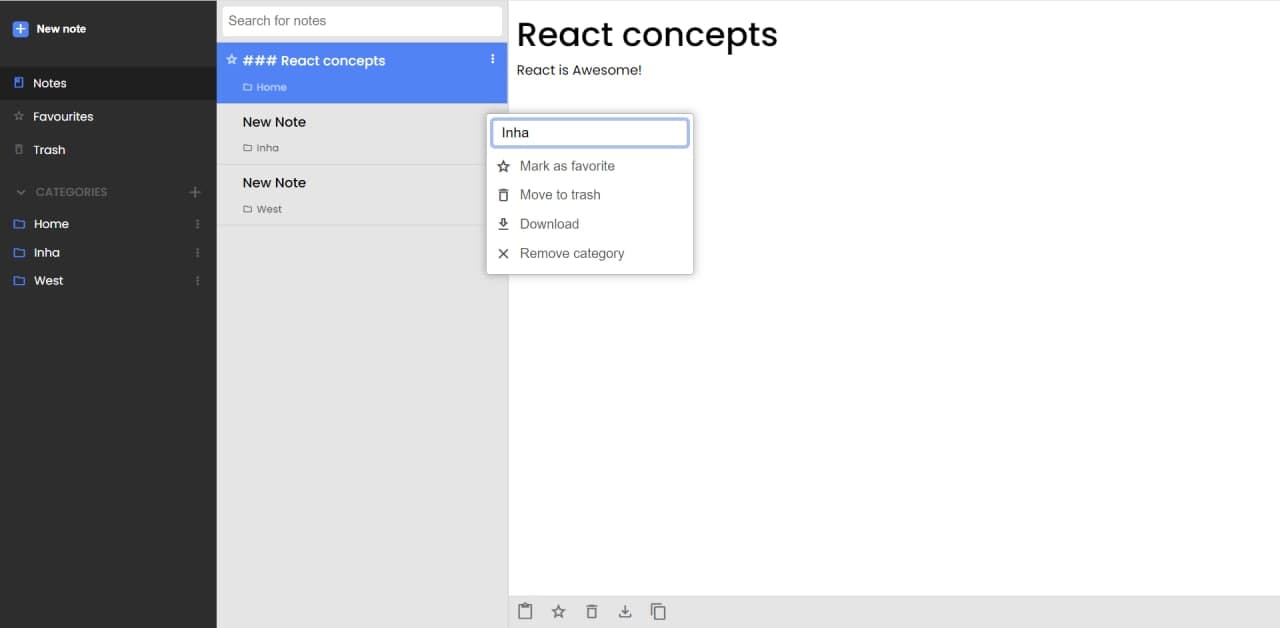 New note
Notes
Favourites
Trash
CATEGORIES
Home
Inha
West
Search for notes
### React concepts
Home
New Note
Inha
New Note
West
React concepts
React is Awesome!
Inha
Mark as favorite
Move to trash
Download
Remove category